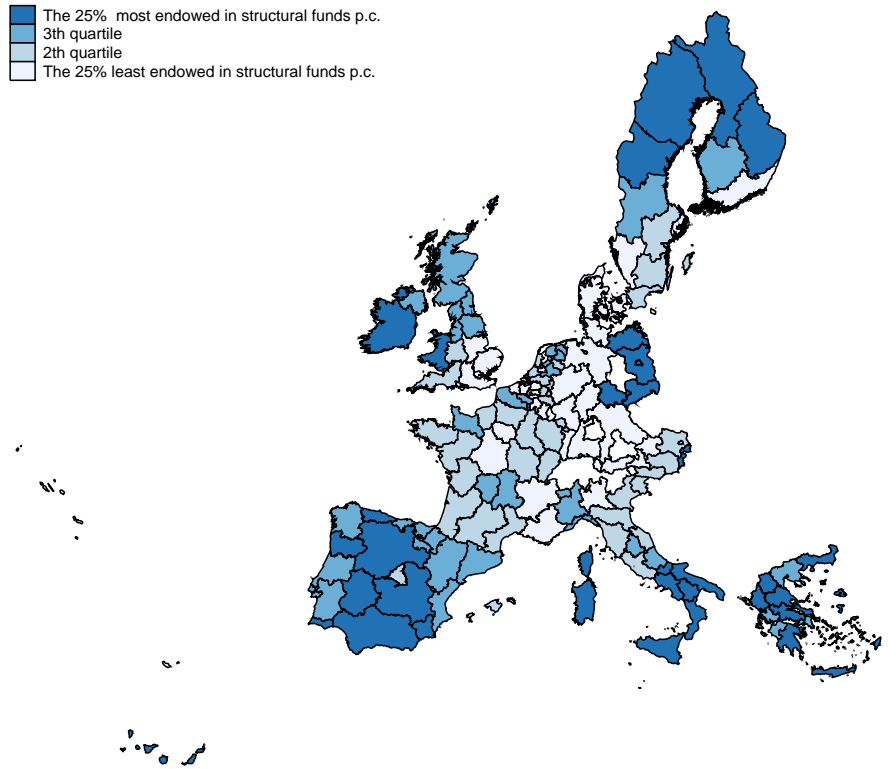 The 25%  most endowed in structural funds p.c.
3th quartile
2th quartile
The 25% least endowed in structural funds p.c.